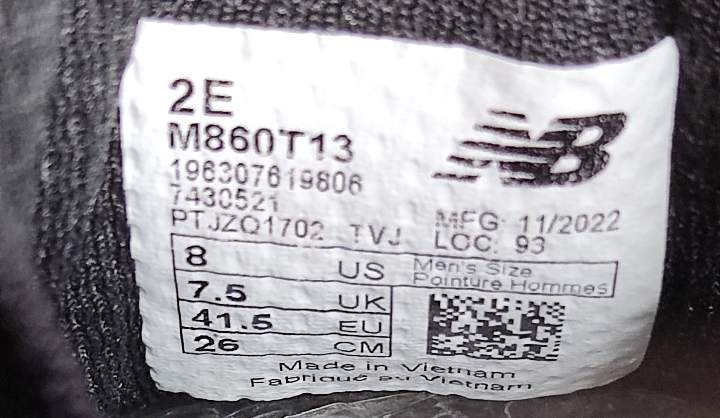 2E
M860T13
196307619806
7430521
PTJZQ1702 TVJ
NB
MFG: 11/2022
LOC: 93
8 US Men's Size
Pointure Hommes
7.5 UK
41.5 EU
26 CM
Made in Vietnam
Fabriqué au Vietnam